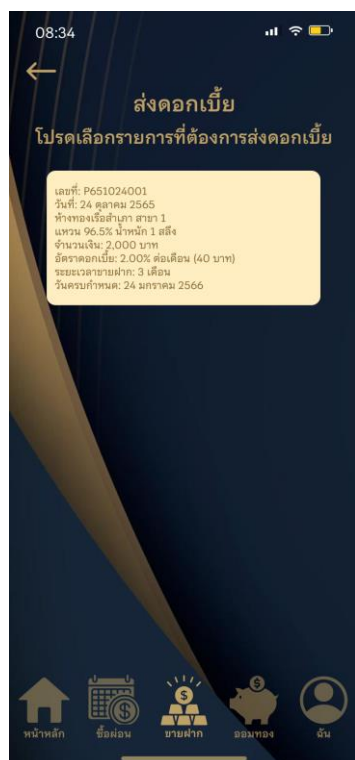 08:34
ส่งดอกเบี้ย
โปรดเลือกรายการที่ต้องการส่งดอกเบี้ย
เลขที่: P651024001
วันที่: 24 ตุลาคม 2565
ห้างทองเรือสำเภา สาขา 1
แหวน 96.5% น้ำหนัก 1 สลึง
จำนวนเงิน: 2,000 บาท
อัตราดอกเบี้ย: 2.00% ต่อเดือน (40 บาท)
ระยะเวลาขายฝาก: 3 เดือน
วันครบกำหนด: 24 มกราคม 2566
หน้าหลัก ซื้อผ่อน ขายฝาก ออมทอง ฉัน